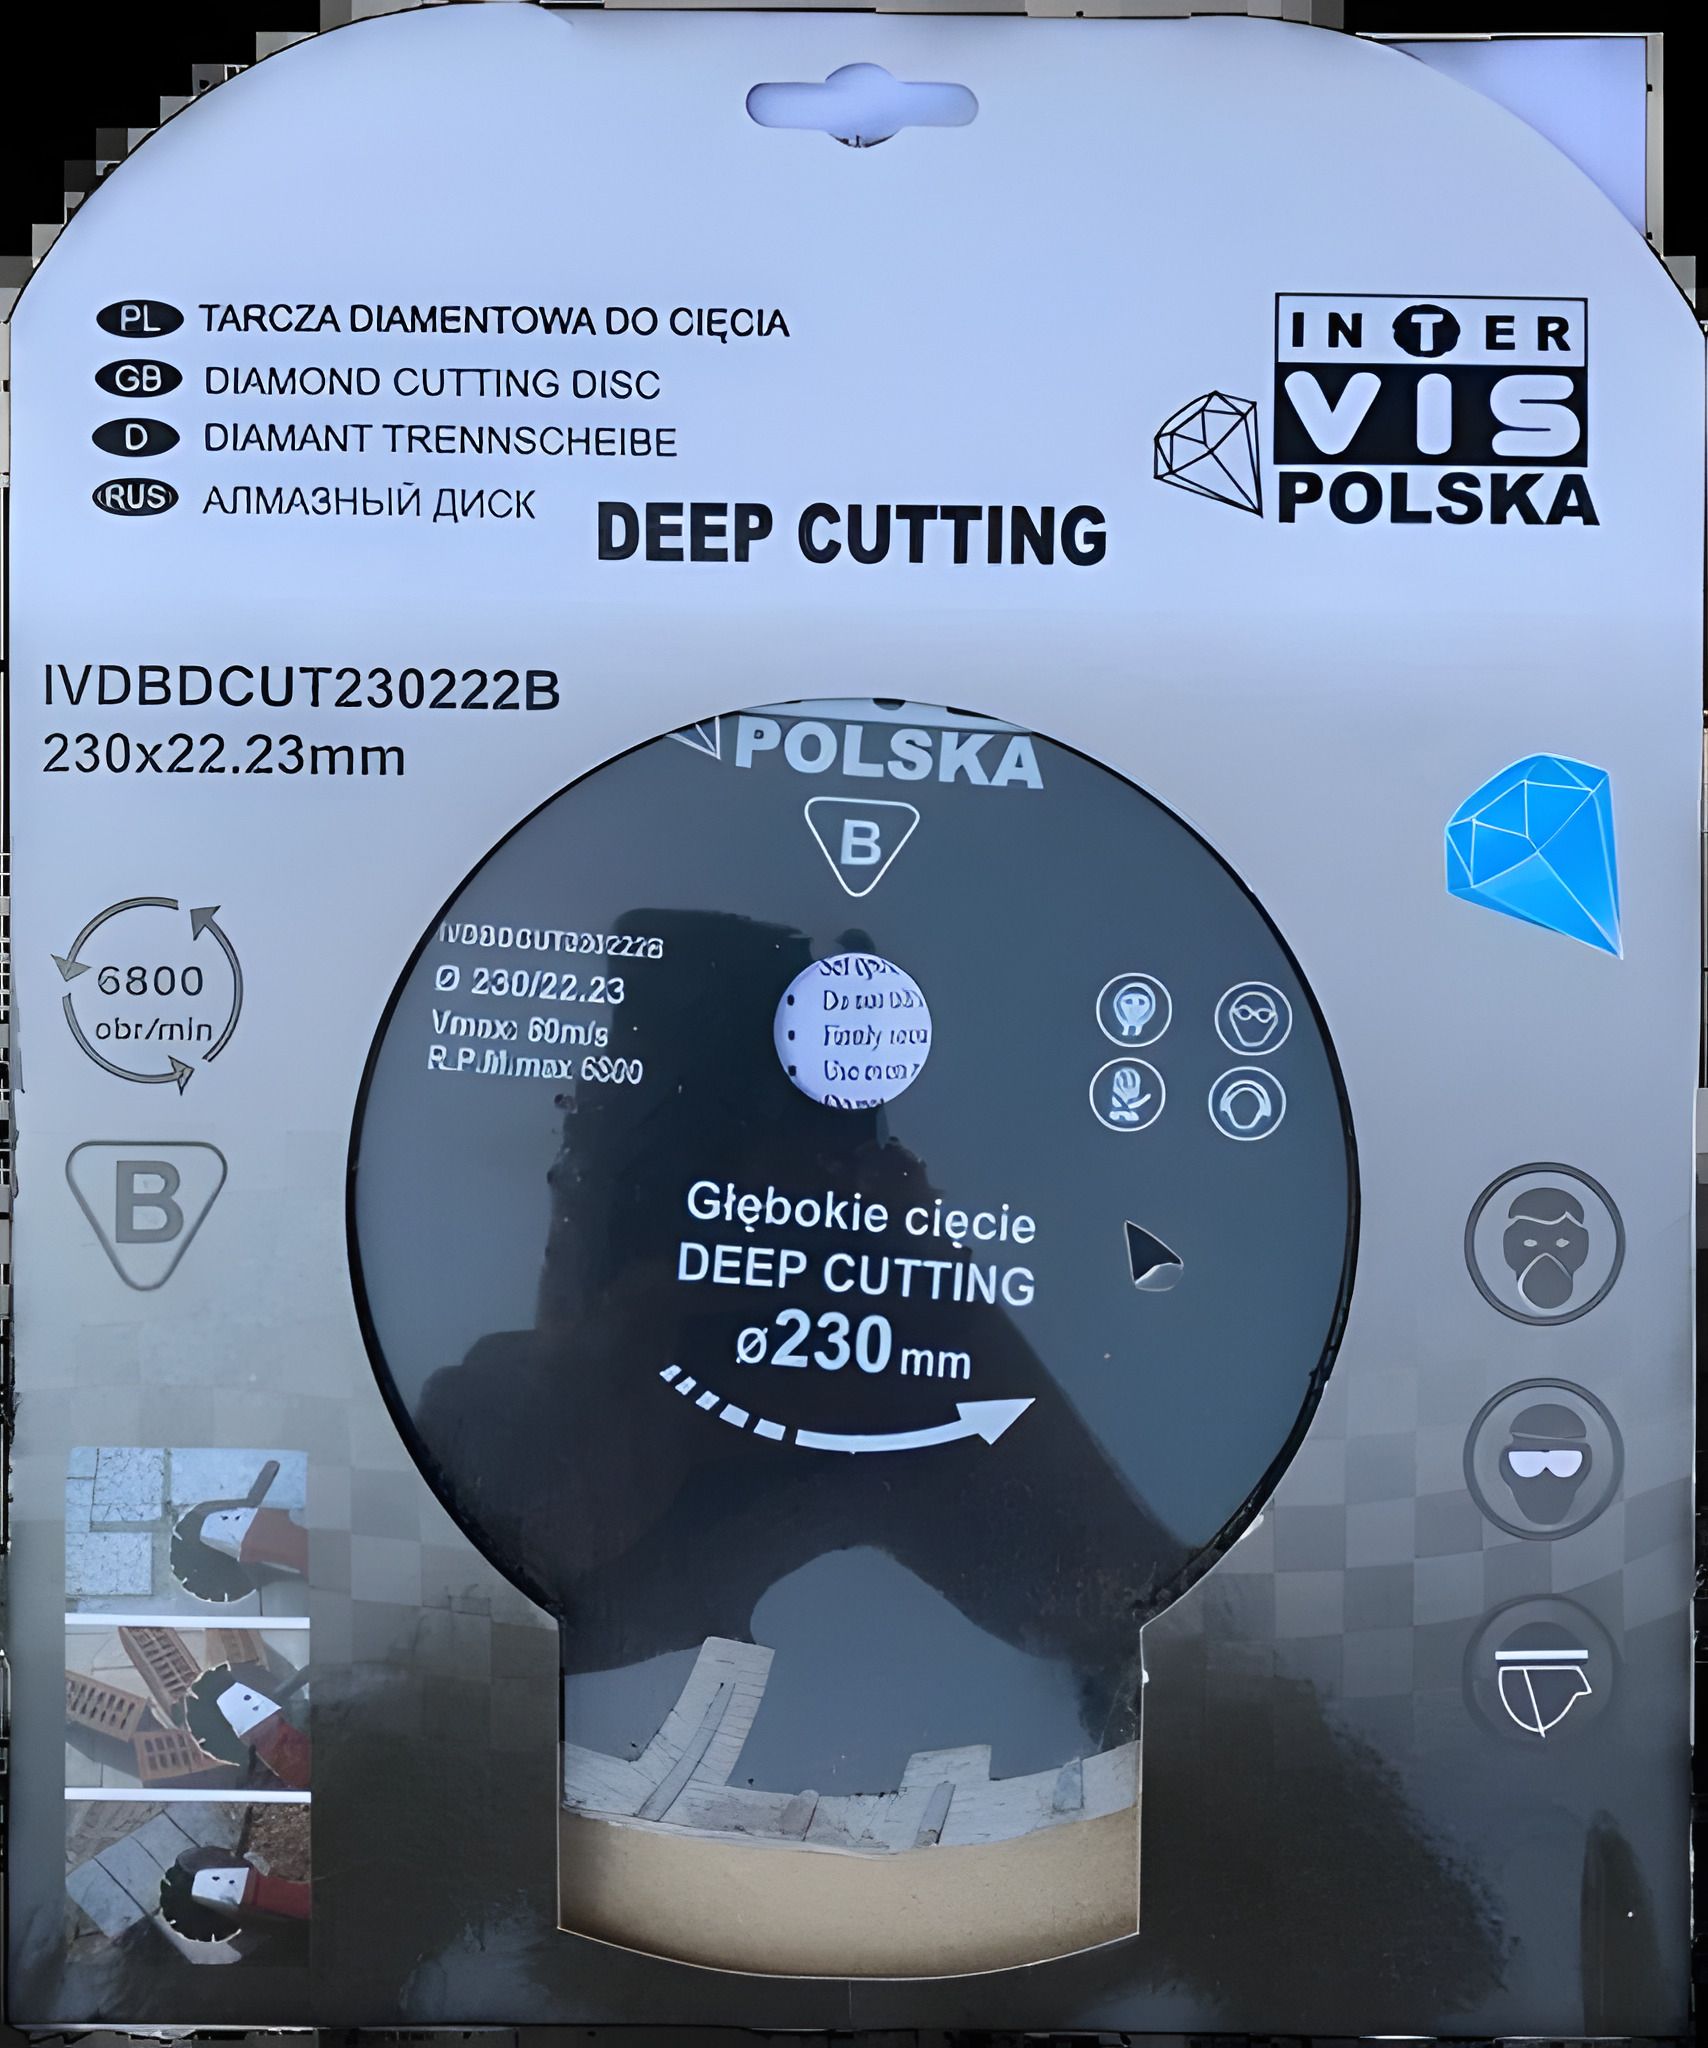 PL TARCZA DIAMENTOWA DO CIĘCIA
GB DIAMOND CUTTING DISC
D DIAMANT TRENNSCHEIBE
RUS АЛМАЗНЫЙ ДИСК
DEEP CUTTING
INTER
VIS
POLSKA
IVDBDCUT230222B
230x22.23mm
6800
obr/min
B
POLSKA
B
Ø 230/22.23
60m/s
Głębokie cięcie
DEEP CUTTING
ø230mm